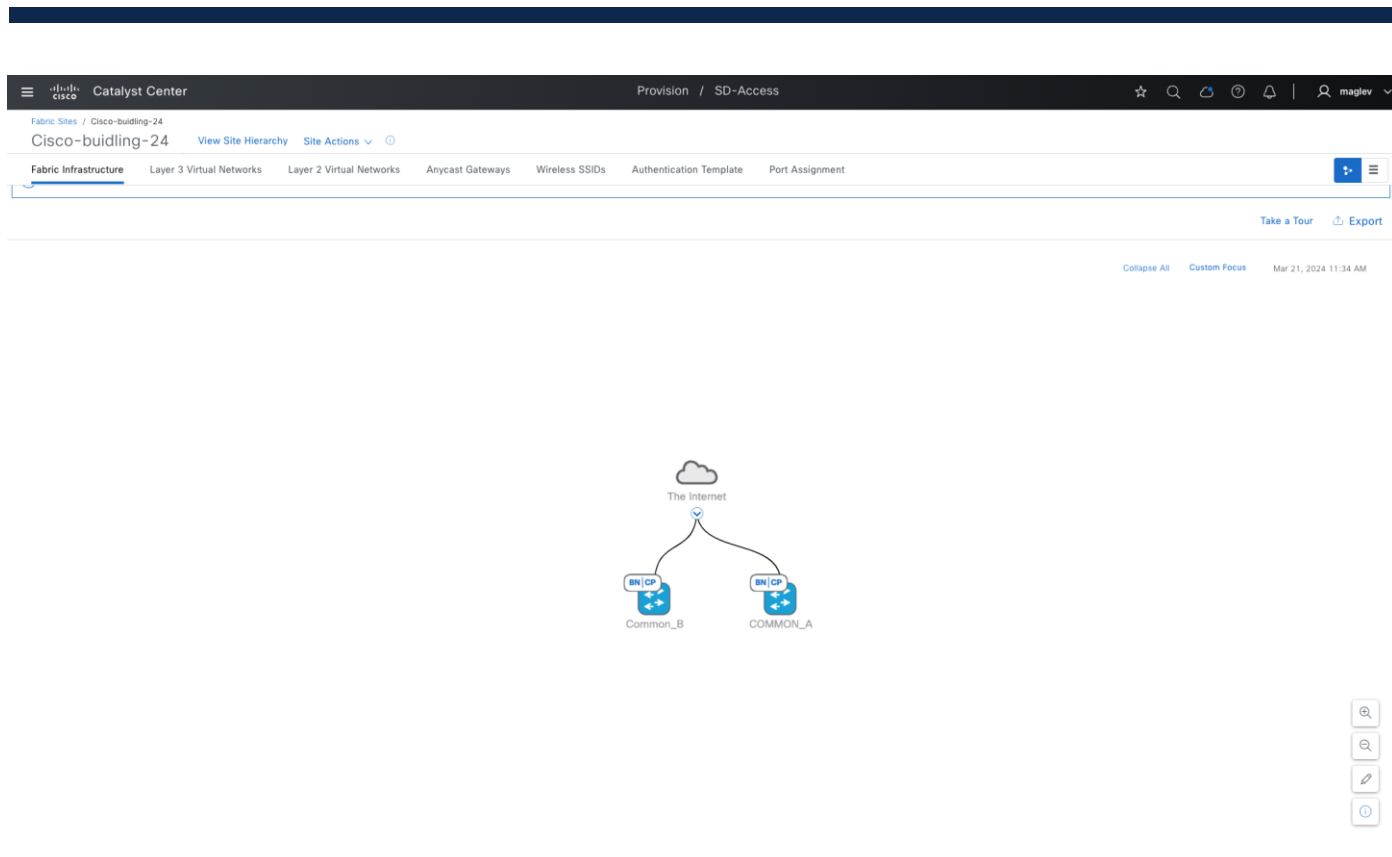 cisco Catalyst Center Provision / SD-Access maglev
Fabric Sites / Cisco-buidling-24
Cisco-buidling-24 View Site Hierarchy Site Actions
Fabric Infrastructure Layer 3 Virtual Networks Layer 2 Virtual Networks Anycast Gateways Wireless SSIDs Authentication Template Port Assignment
Take a Tour Export
Collapse All Custom Focus Mar 21, 2024 11:34 AM
The Internet
BN CP BN CP
Common_B COMMON_A